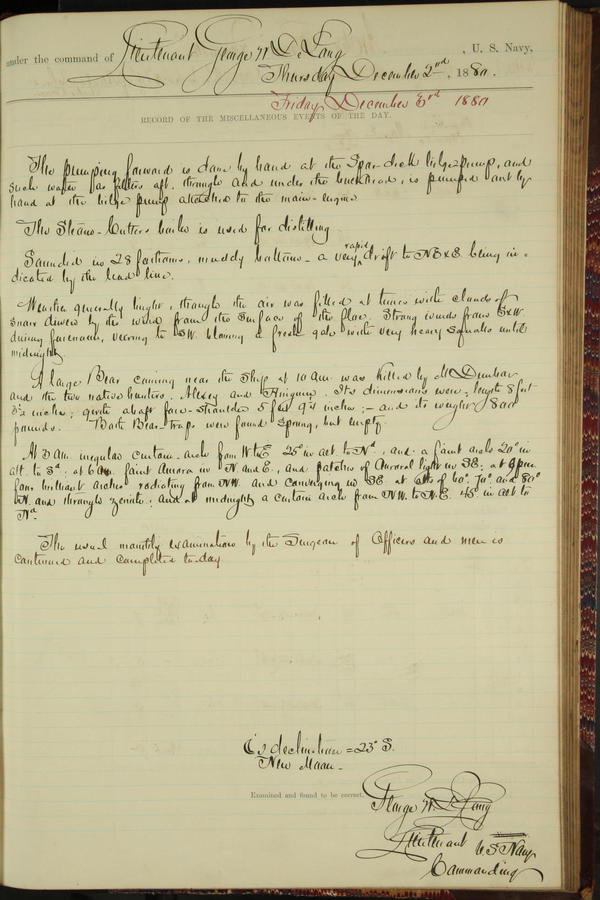 under the command of Lieutenant George W. De Long , U. S. Navy,
Thursday December 2nd , 1880.
Friday December 3rd 1880
RECORD OF THE MISCELLANEOUS EVENTS OF THE DAY.
The pumping forward is done by hand at the Spar-deck bilge-pump, and
such water as filters aft, through and under the bulkhead, is pumped out by
hand at the bilge pump attached to the main-engine
The Steam-Cutters boiler is used for distilling
Sounded in 28 fathoms, muddy bottom - a very rapid drift to NExE. being in-
dicated by the lead line.
Weather generally bright, though the air was filled at times with clouds of
snow driven by the wind from the surface of the floe. Strong winds from SxW.
during forenoon, veering to SW. blowing a fresh gale with very heavy squalls until
midnight.
A large Bear coming near the ship at 10 am. was killed by Mr Dunbar
and the two native hunters, Alexey and Aneguin. Its dimensions were, length 8 feet
inches; girth abaft fore-shoulder 5 feet 9 inches; - and its weight 800
pounds. Both Bear-traps were found sprung, but empty.
At 3 am. irregular curtain-arch from W. to E. 25° in alt. to Nd, and a faint arch 20° in
alt. to Sd: at 6 am. faint Aurora in N and E, and patches of Auroral light in SE: at 9 pm.
four brilliant arches radiating from NW. and converging in SE at alts of 60° 70° and 80°
N. and through zenith: and at midnight a curtain arch from NW. to N.E. 45° in alt to
Nd.
The usual monthly examination by the Surgeon of Officers and men is
continued and completed to-day
☾'s declination = 23° S.
New Moon -
Examined and found to be correct.
George W. De Long
Lieutenant U S Navy
Commanding